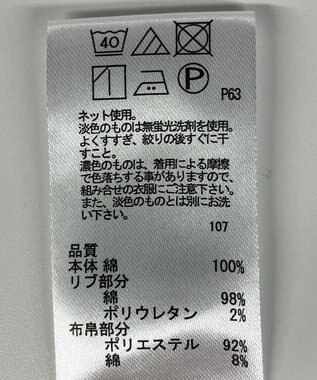 40
P
P63
ネット使用。
淡色のものは無蛍光洗剤を使用。
よくすすぎ、絞りの後すぐに干
すこと。
濃色のものは、着用による摩擦
で色落ちする事がありますので、
組み合せの衣服にご注意下さい。
また、淡色のものとは別にお洗
い下さい。
107
品質
本体 綿 100%
リブ部分
綿 98%
ポリウレタン 2%
布帛部分
ポリエステル 92%
綿 8%